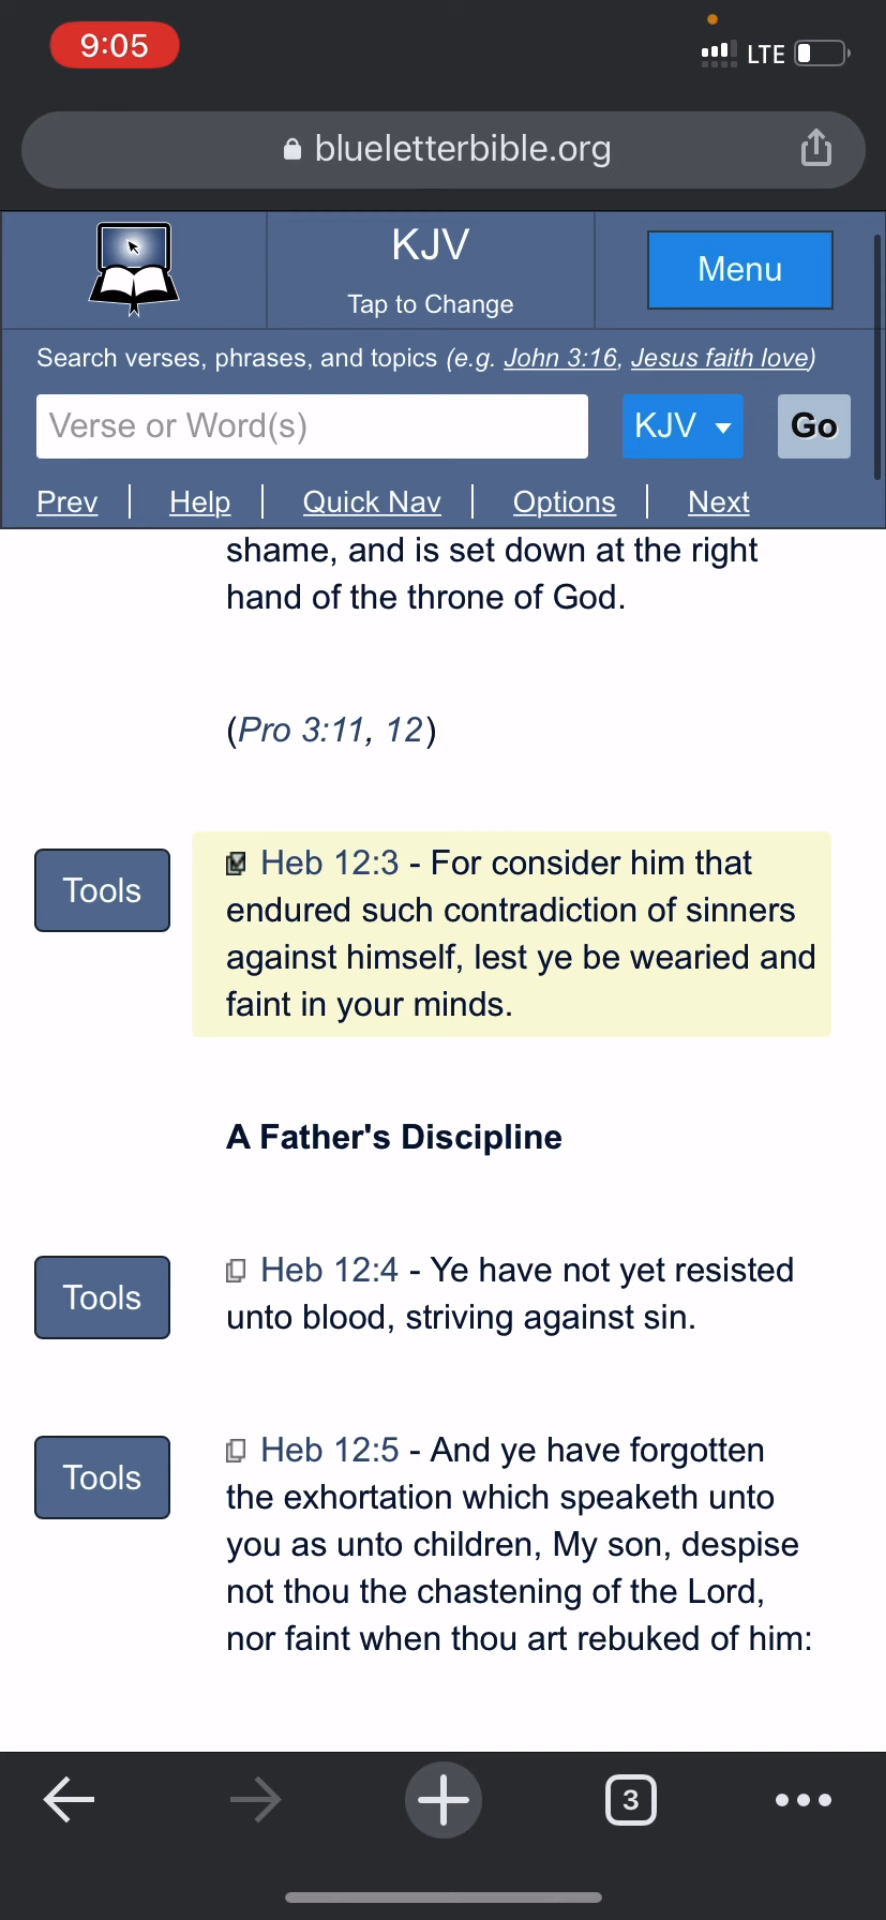 9:05
LTE
blueletterbible.org
KJV
Tap to Change
Menu
Search verses, phrases, and topics (e.g. John 3:16, Jesus faith love)
Verse or Word(s)
KJV
Go
Prev | Help | Quick Nav | Options | Next
shame, and is set down at the right
hand of the throne of God.
(Pro 3:11, 12)
Tools
Heb 12:3 - For consider him that
endured such contradiction of sinners
against himself, lest ye be wearied and
faint in your minds.
A Father's Discipline
Tools
Heb 12:4 - Ye have not yet resisted
unto blood, striving against sin.
Tools
Heb 12:5 - And ye have forgotten
the exhortation which speaketh unto
you as unto children, My son, despise
not thou the chastening of the Lord,
nor faint when thou art rebuked of him:
3